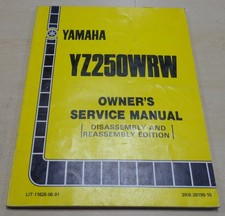 YAMAHA
YZ250WRW
OWNER'S
SERVICE MANUAL
DISASSEMBLY AND
REASSEMBLY EDITION